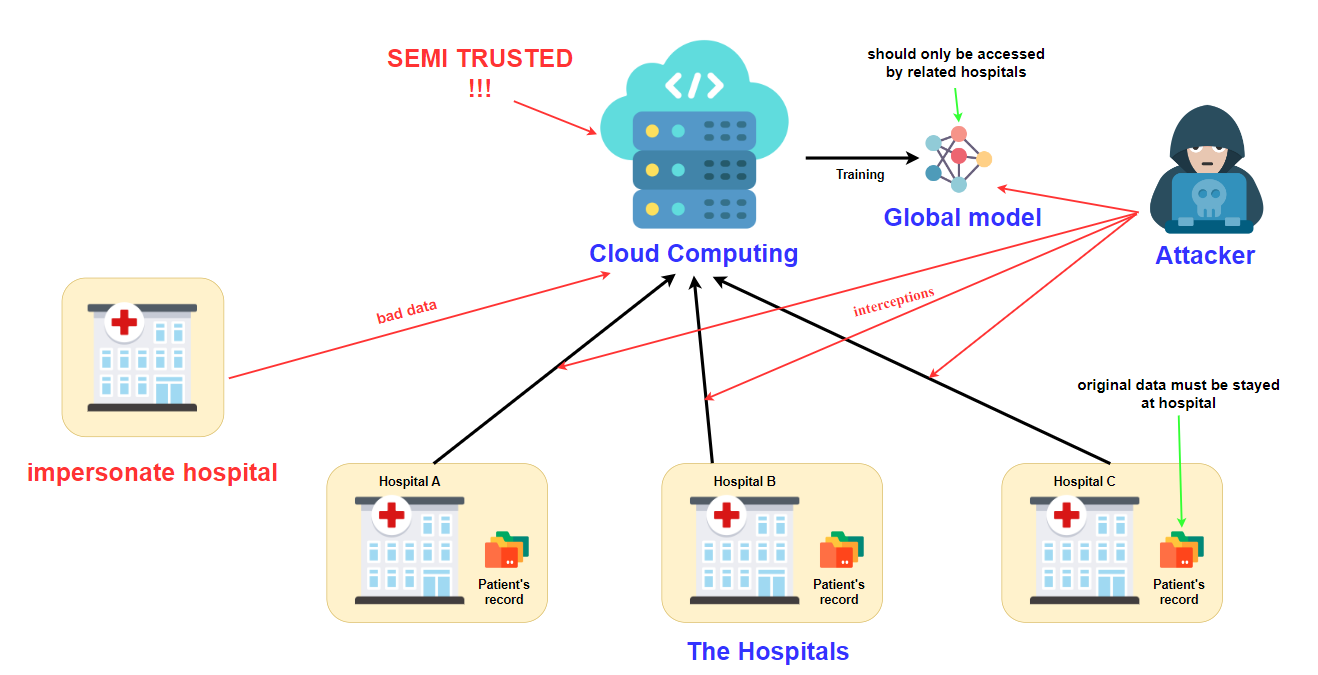 SEMI TRUSTED
!!!
should only be accessed
by related hospitals
</>
Training
Global model
Cloud Computing
Attacker
bad data
interceptions
original data must be stayed
at hospital
impersonate hospital
Hospital A
Patient's
record
Hospital B
Patient's
record
Hospital C
Patient's
record
The Hospitals